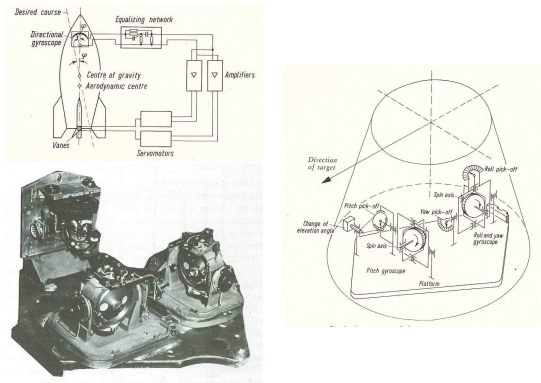 Desired course
φ
Equalizing network
Directional
gyroscope
φ
Centre of gravity
Aerodynamic centre
Amplifiers
Vanes
Servomotors
Direction
of target
Roll pick-off
Pitch pick-off
Spin axis
Yaw pick-off
Change of
elevation angle
Spin axis
Roll and yaw
gyroscope
Pitch gyroscope
Platform